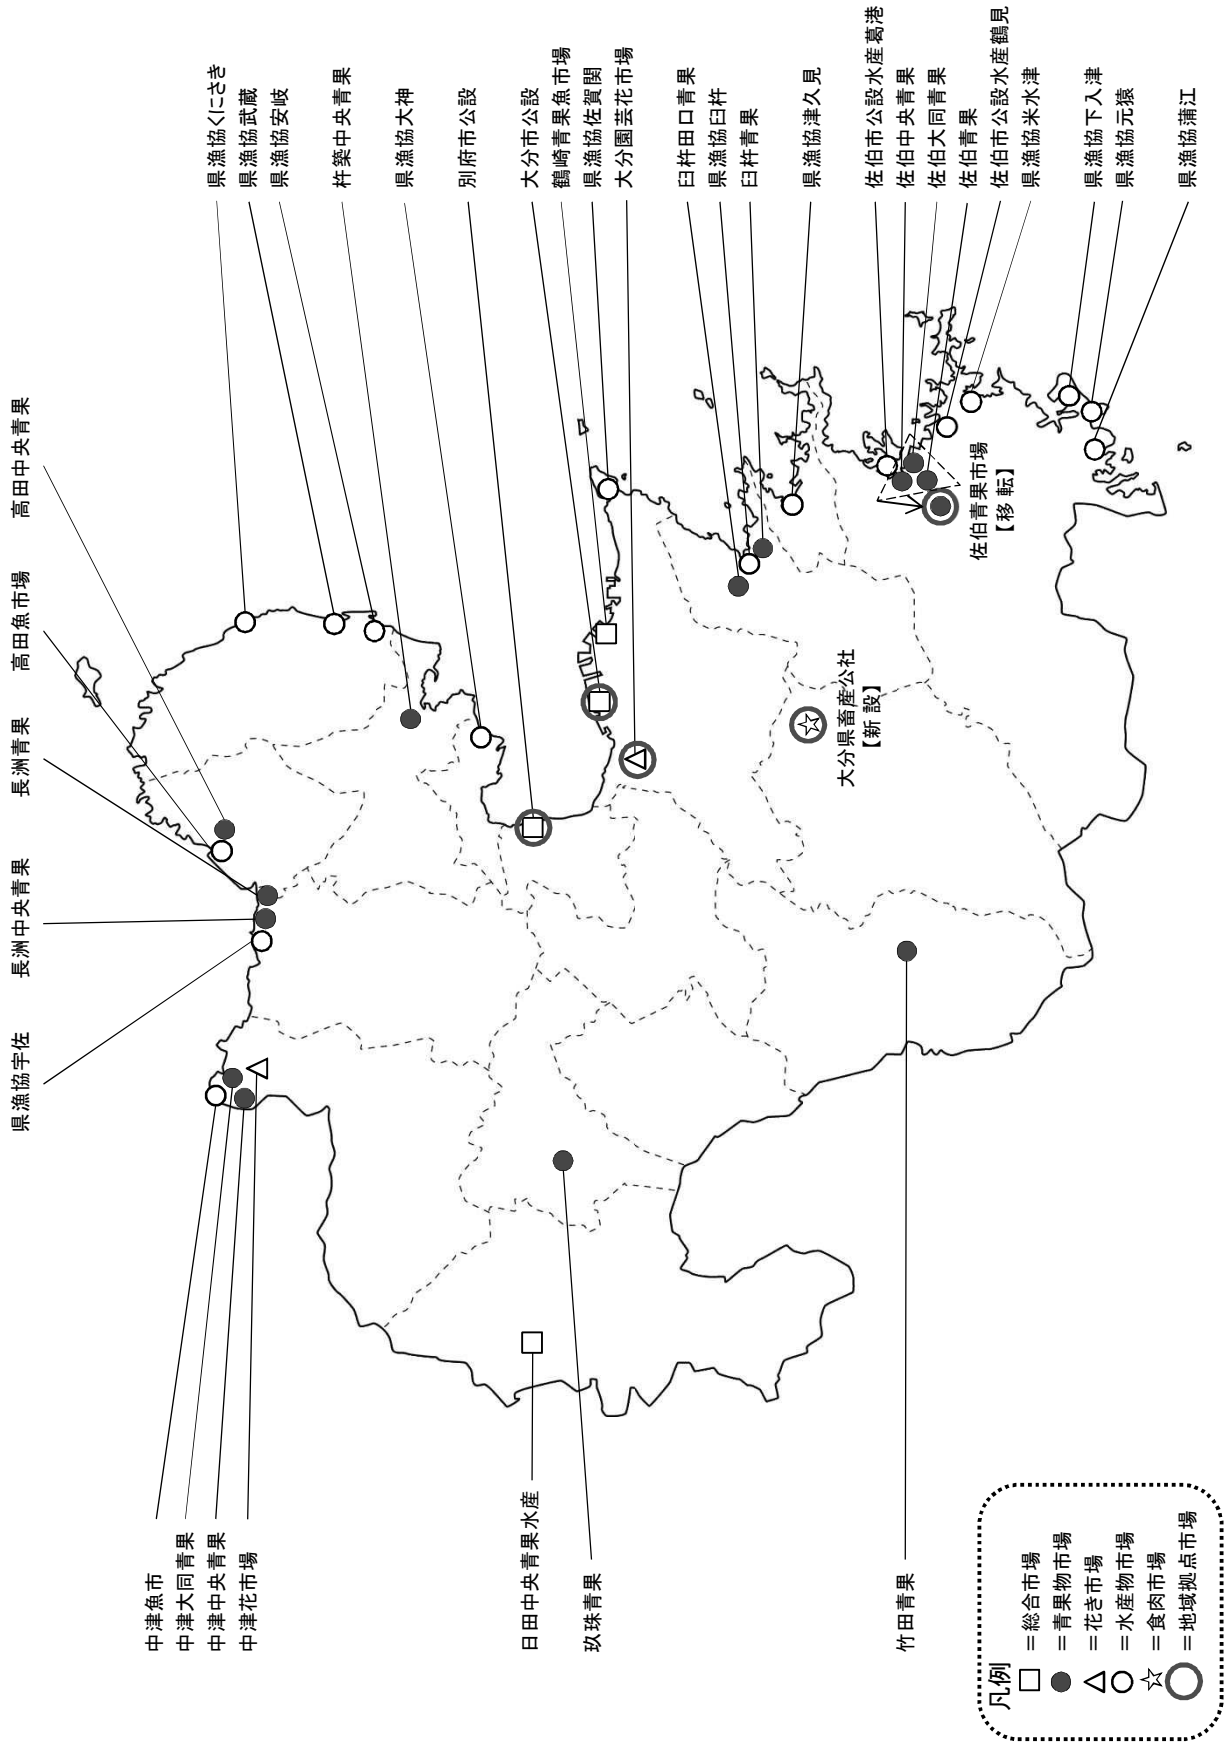 県漁協くにさき
県漁協武蔵
県漁協安岐
杵築中央青果
県漁協大神
別府市公設
大分市公設
鶴崎青果魚市場
県漁協佐賀関
大分園芸花市場
臼杵田口青果
県漁協臼杵
臼杵青果
県漁協津久見
佐伯市公設水産葛港
佐伯中央青果
佐伯大同青果
佐伯青果
佐伯市公設水産鶴見
県漁協米水津
県漁協下入津
県漁協元猿
県漁協蒲江
高田中央青果
高田魚市場
長洲青果
長洲中央青果
県漁協宇佐
佐伯青果市場
【移 転】
大分県畜産公社
【新 設】
中津魚市
中津大同青果
中津中央青果
中津花市場
日田中央青果水産
玖珠青果
竹田青果
凡例
＝総合市場
＝青果物市場
＝花き市場
＝水産物市場
＝食肉市場
＝地域拠点市場